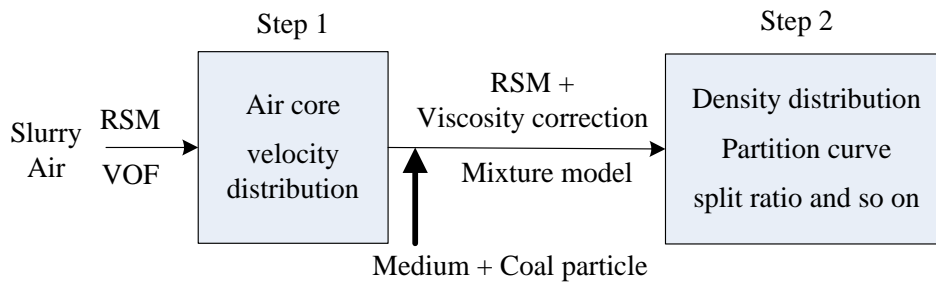 Step 1
Step 2
Slurry
Air
RSM
VOF
Air core
velocity
distribution
RSM +
Viscosity correction
Mixture model
Medium + Coal particle
Density distribution
Partition curve
split ratio and so on